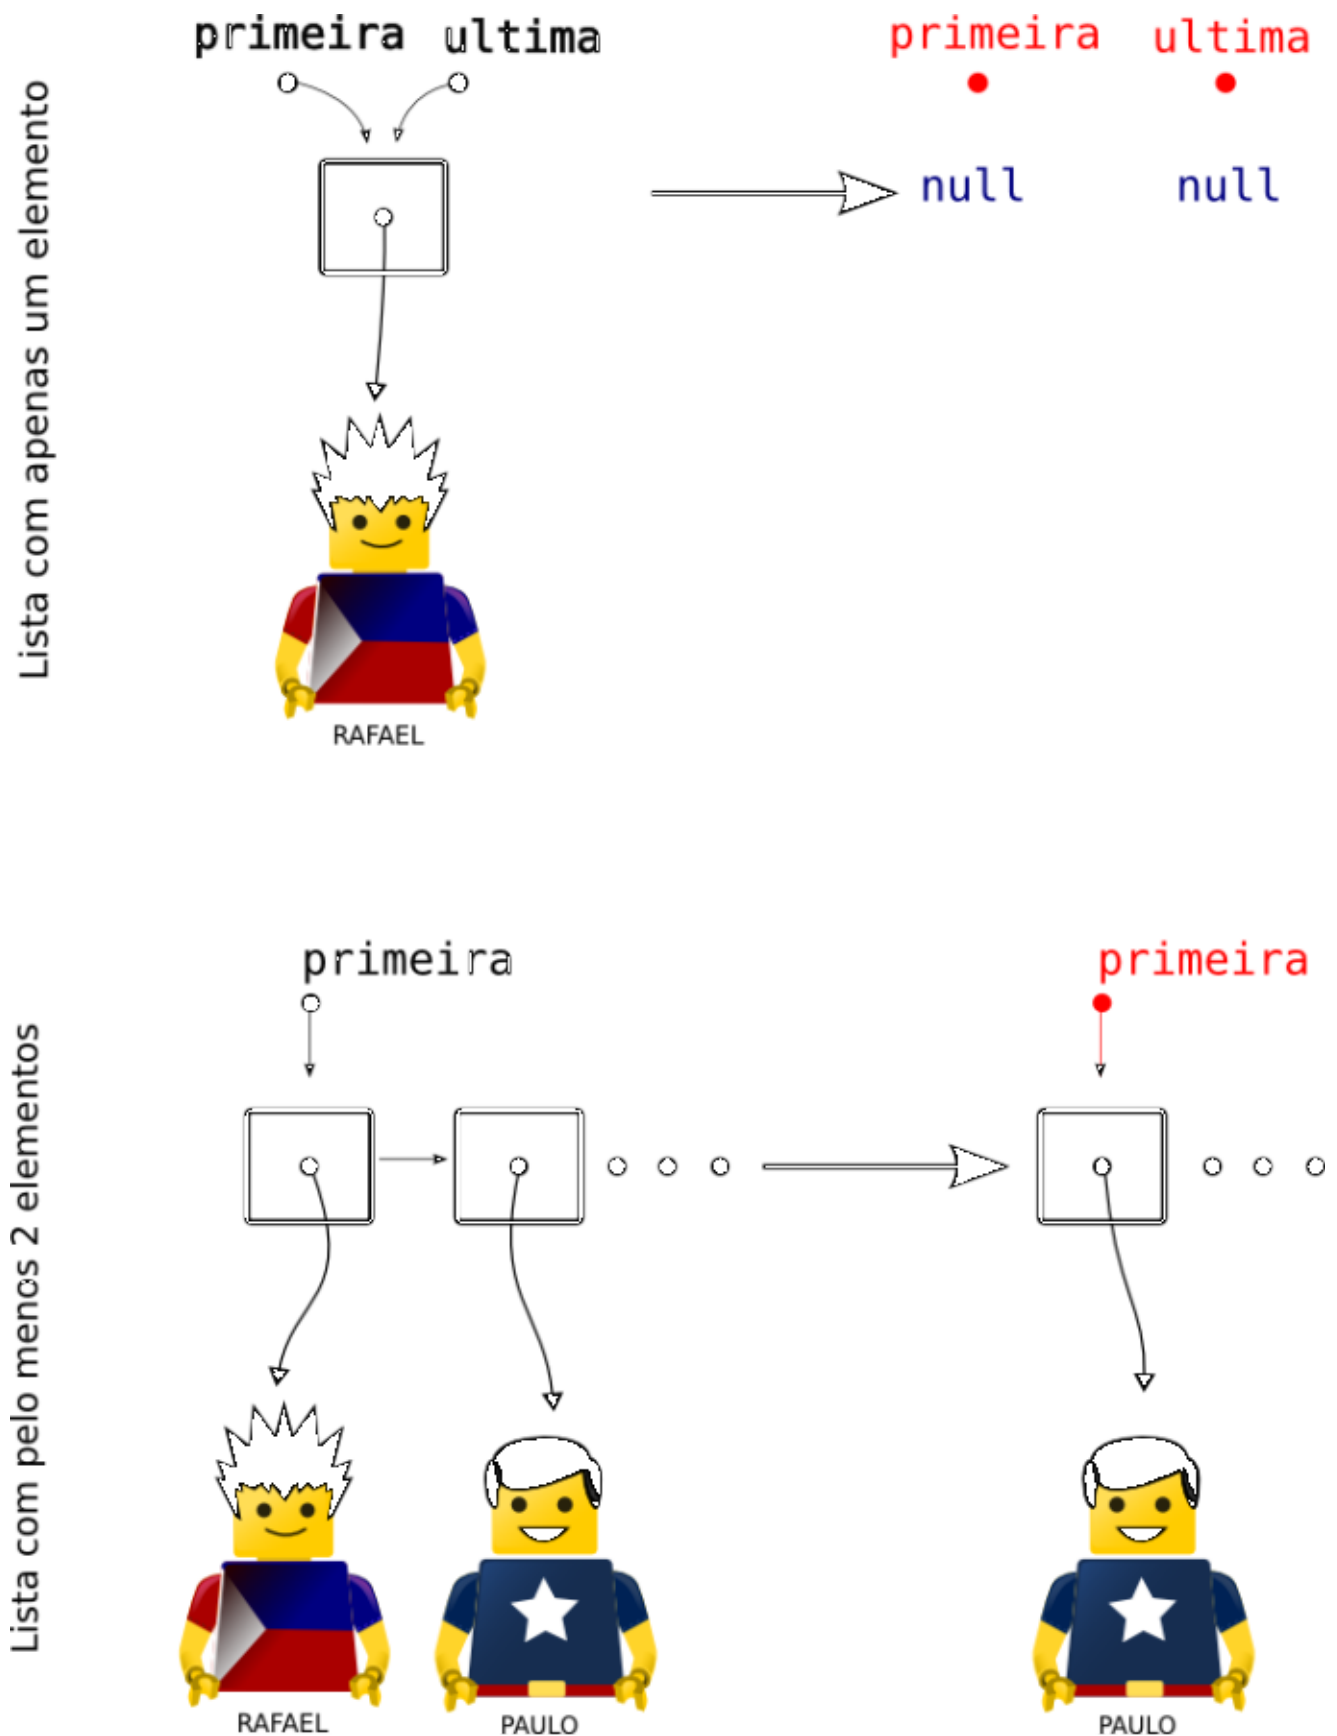 primeira ultima
primeira ultima
null null
Lista com apenas um elemento
RAFAEL
primeira
primeira
Lista com pelo menos 2 elementos
RAFAEL
PAULO
PAULO